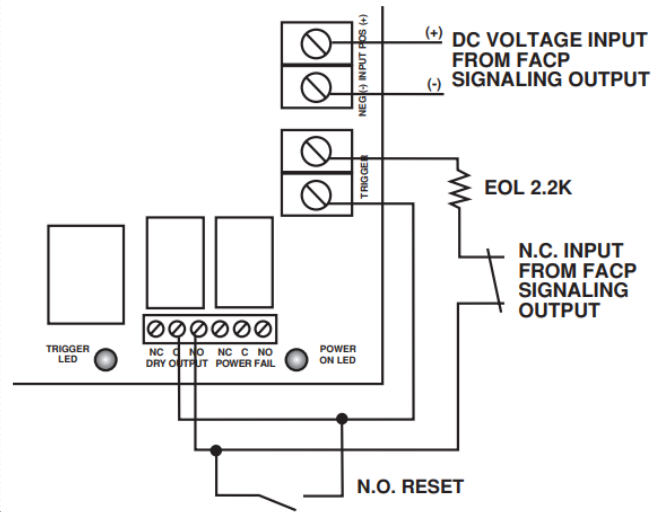 NEG (-) INPUT POS (+)
(+)
DC VOLTAGE INPUT
FROM FACP
SIGNALING OUTPUT
(-)
TRIGGER
EOL 2.2K
N.C. INPUT
FROM FACP
SIGNALING
OUTPUT
TRIGGER
LED
NC C NO NC C NO
DRY OUTPUT POWER FAIL
POWER
ON LED
N.O. RESET